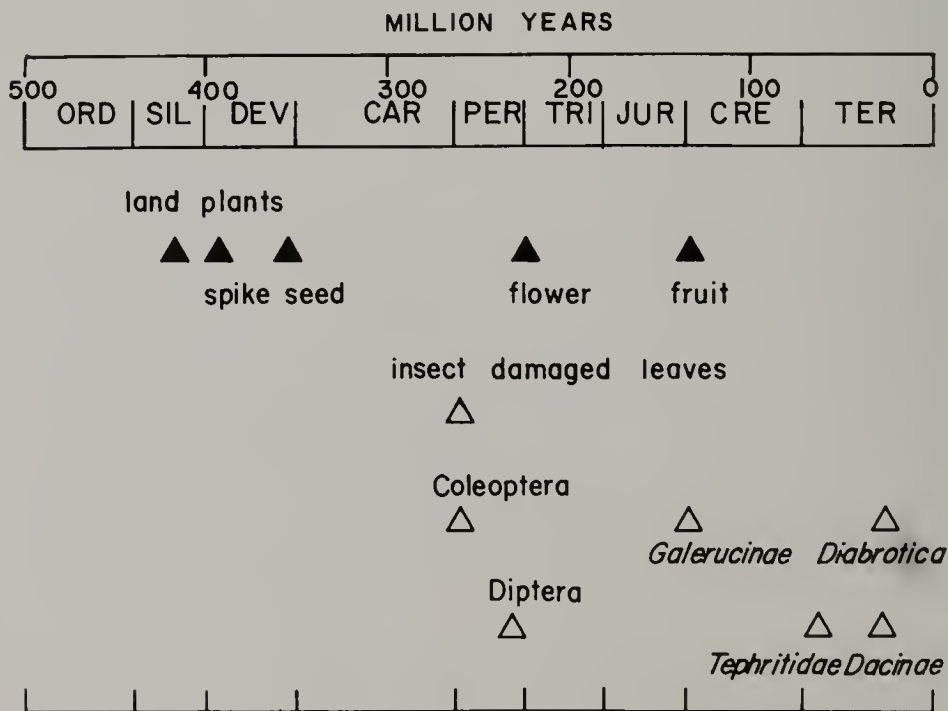 MILLION YEARS
500 400 300 200 100 0
ORD SIL DEV CAR PER TRI JUR CRE TER
land plants
spike seed flower fruit
insect damaged leaves
Coleoptera
Galerucinae Diabrotica
Diptera
Tephritidae Dacinae